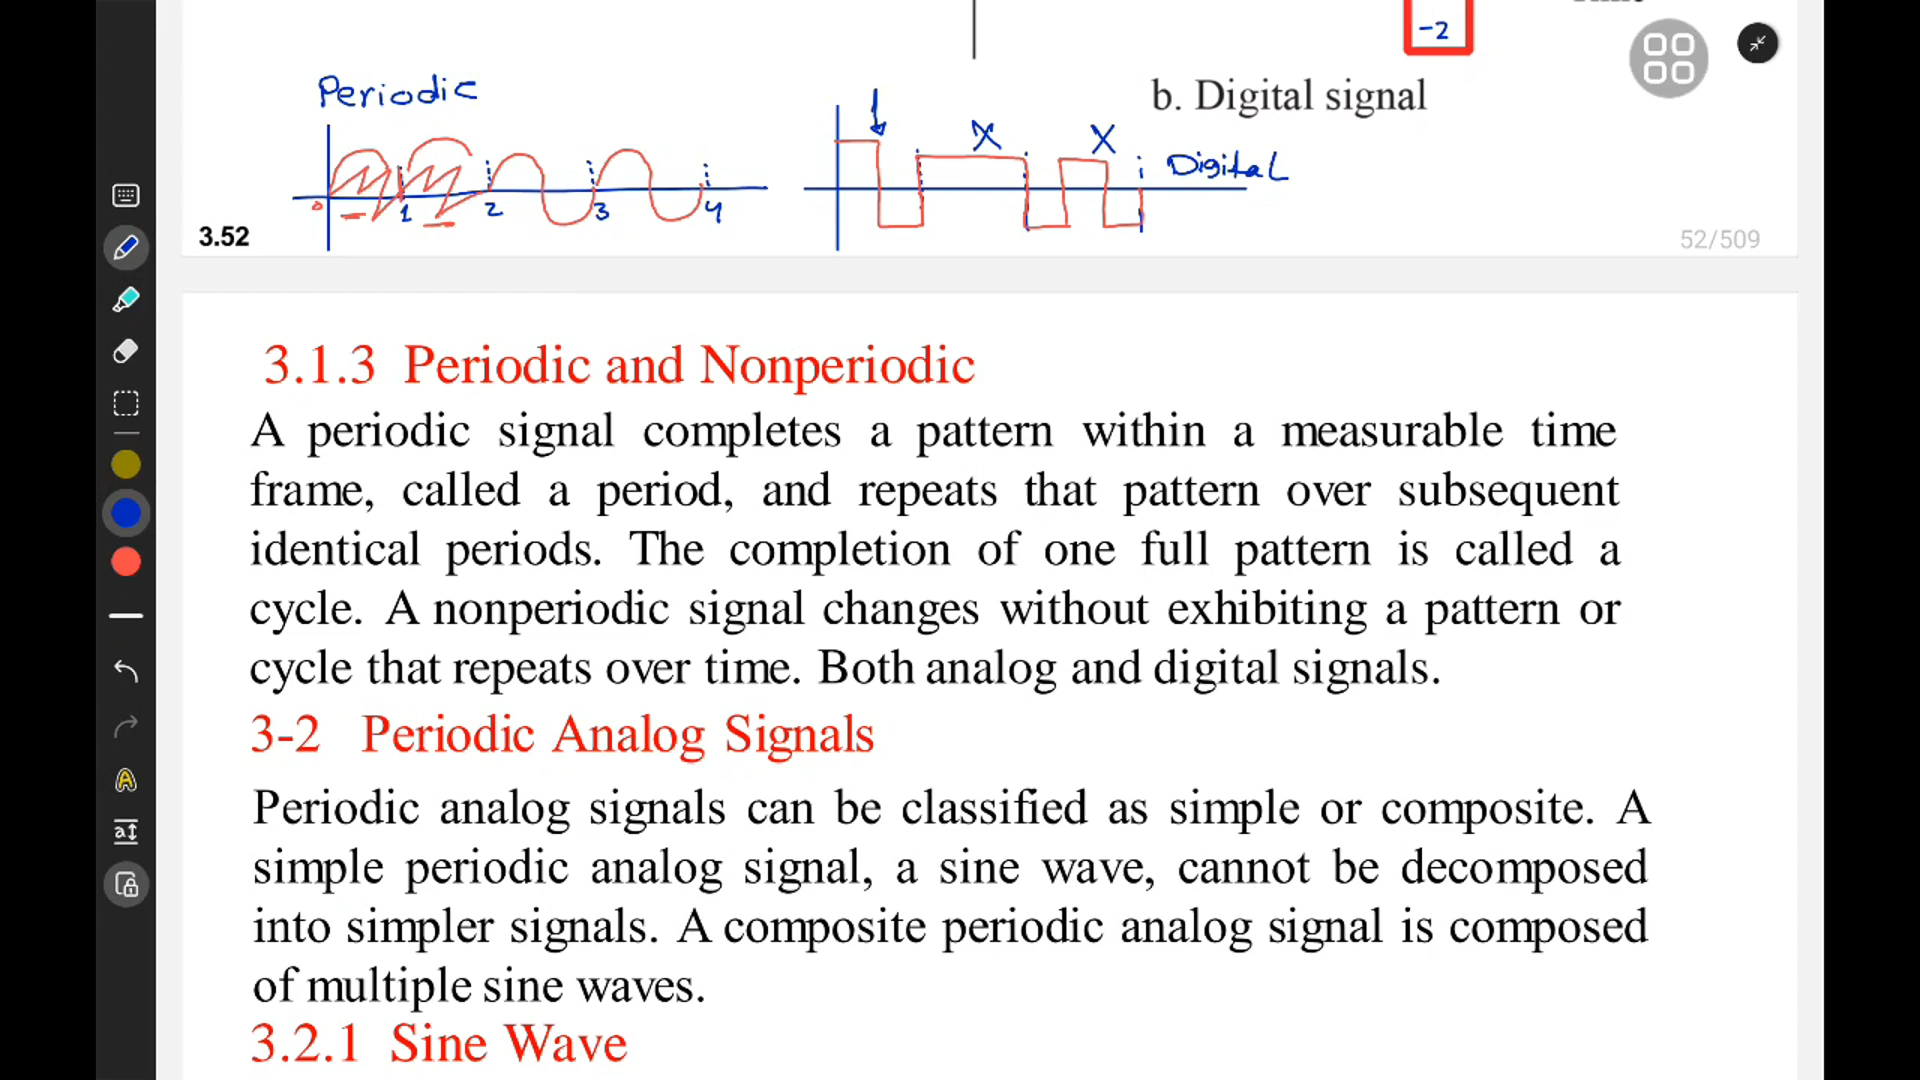 -2
Periodic
b. Digital signal
X X
Digital
0 1 2 3 4
3.52
52/509
3.1.3 Periodic and Nonperiodic
A periodic signal completes a pattern within a measurable time
frame, called a period, and repeats that pattern over subsequent
identical periods. The completion of one full pattern is called a
cycle. A nonperiodic signal changes without exhibiting a pattern or
cycle that repeats over time. Both analog and digital signals.
3-2 Periodic Analog Signals
Periodic analog signals can be classified as simple or composite. A
simple periodic analog signal, a sine wave, cannot be decomposed
into simpler signals. A composite periodic analog signal is composed
of multiple sine waves.
3.2.1 Sine Wave